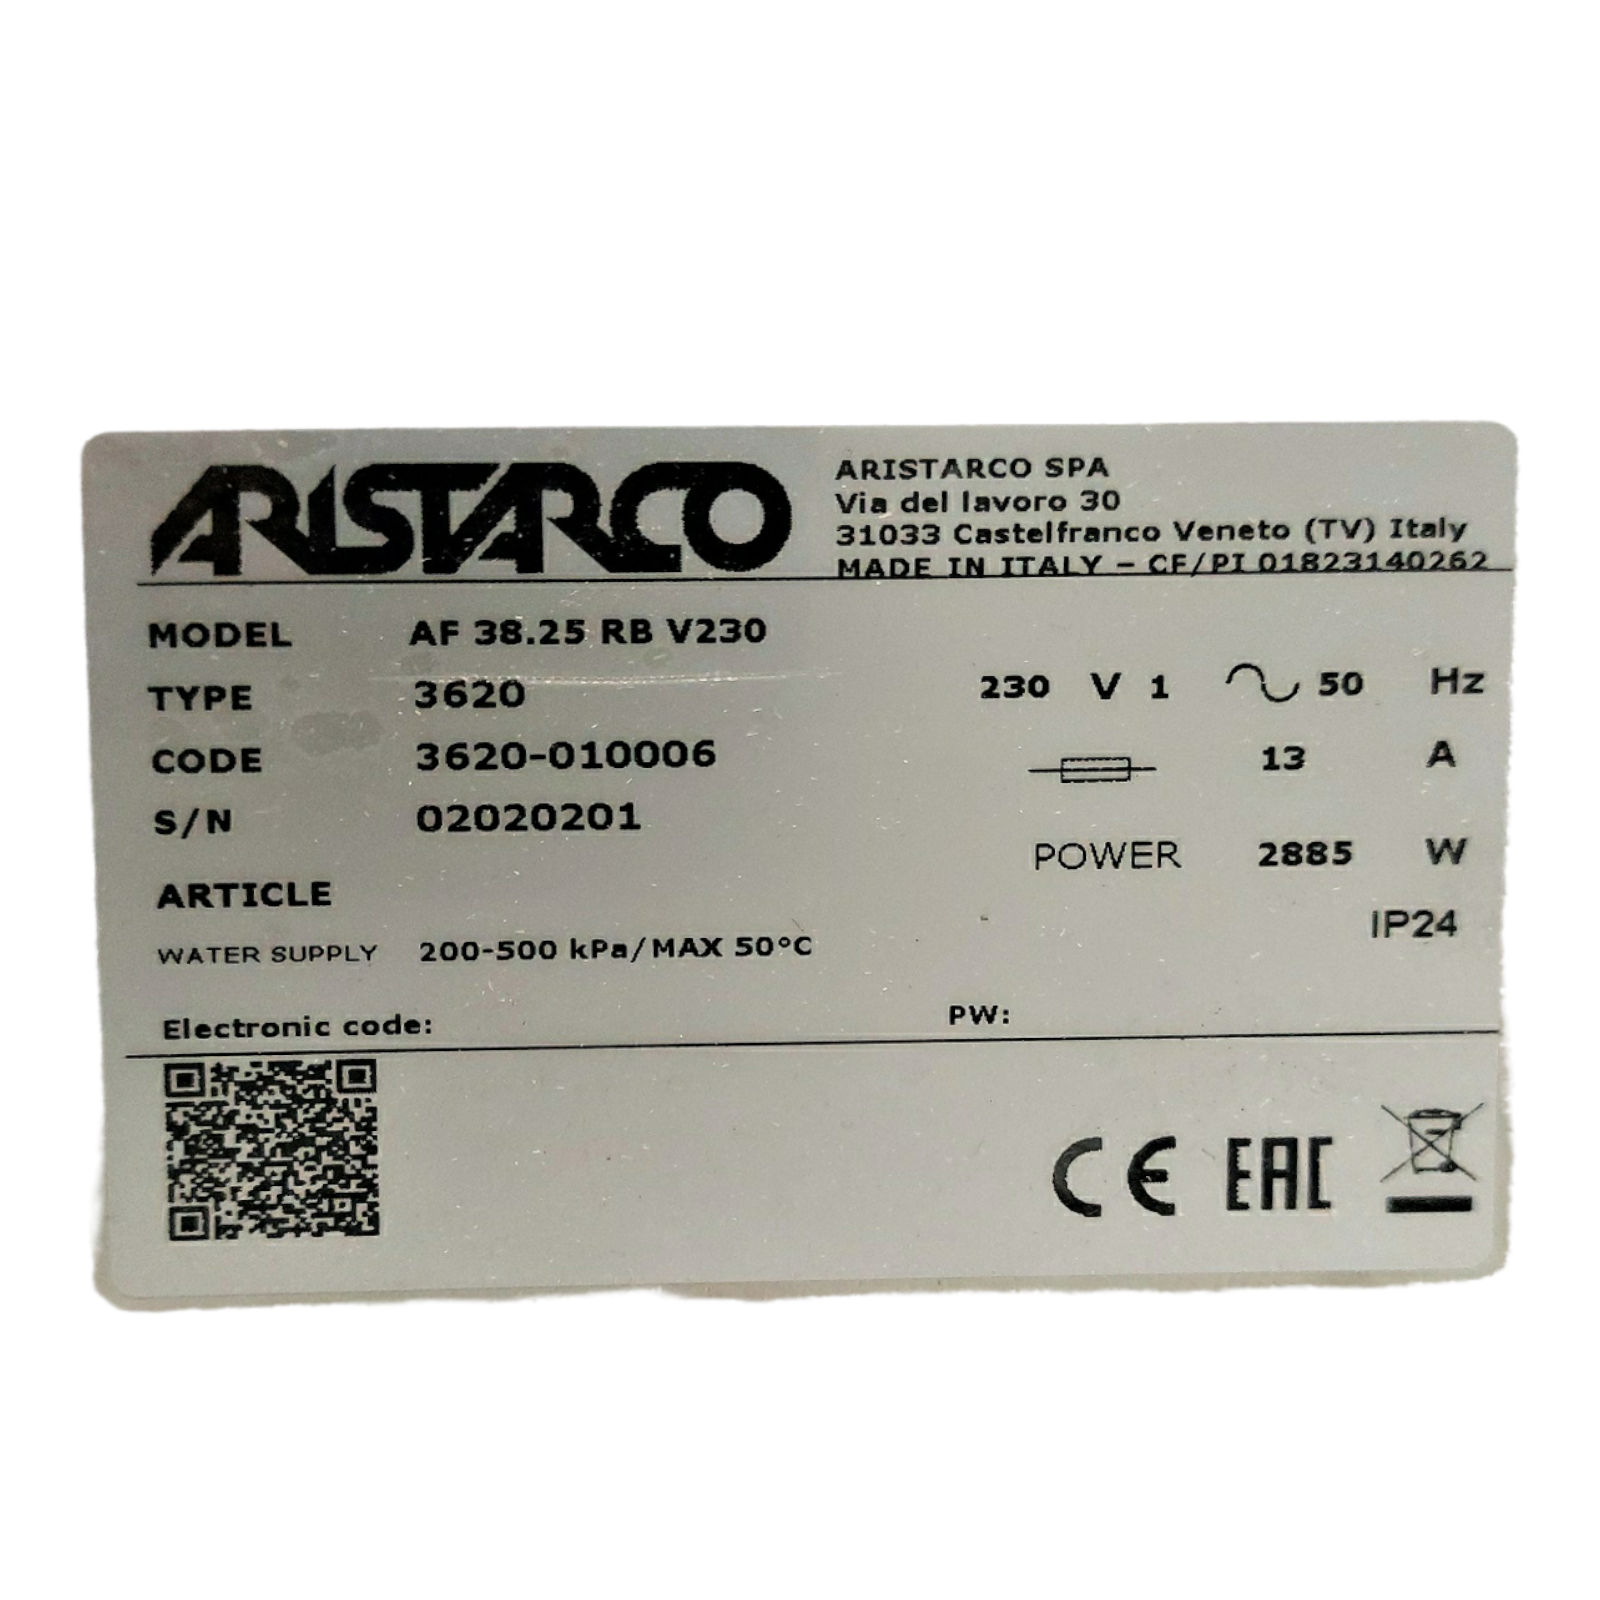 ARISTARCO
ARISTARCO SPA
Via del lavoro 30
31033 Castelfranco Veneto (TV) Italy
MADE IN ITALY – CF/PI 01823140262
MODEL AF 38.25 RB V230
TYPE 3620
230 V 1 50 Hz
CODE 3620-010006
13 A
S/N 02020201
POWER 2885 W
ARTICLE
IP24
WATER SUPPLY 200-500 kPa/MAX 50°C
Electronic code: PW:
CE EAC